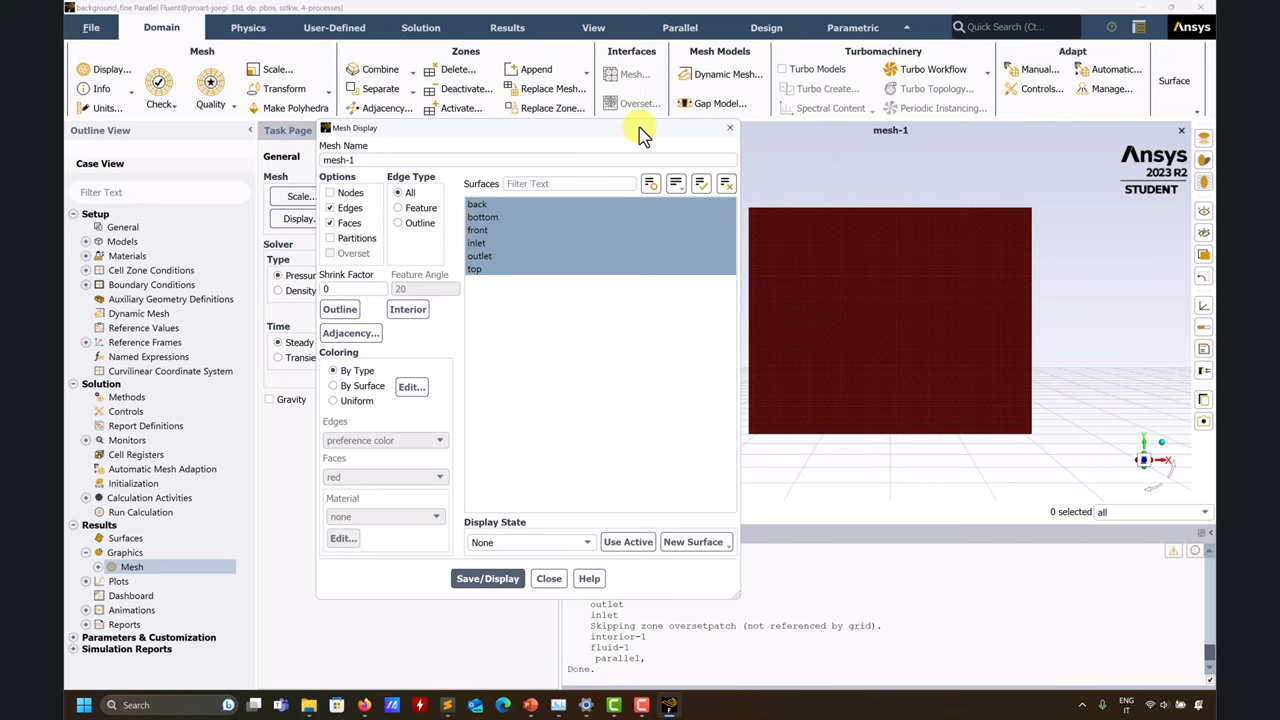 background_fine Parallel Fluent@proart-joegi [3d, dp, pbns, sstkw, 4-processes]
File Domain Physics User-Defined Solution Results View Parallel Design Parametric Quick Search (Ct... Ansys
Mesh
Zones
Interfaces
Mesh Models
Turbomachinery
Adapt
Display...
Info
Units...
Check
Quality
Scale...
Transform
Make Polyhedra
Combine
Separate
Adjacency...
Delete...
Deactivate...
Activate...
Append
Replace Mesh...
Replace Zone...
Mesh...
Overset...
Dynamic Mesh...
Gap Model...
Turbo Models
Turbo Create...
Spectral Content
Turbo Workflow
Turbo Topology...
Periodic Instancing...
Manual...
Controls...
Automatic...
Manage...
Surface
Outline View
Case View
Filter Text
Setup
General
Models
Materials
Cell Zone Conditions
Boundary Conditions
Auxiliary Geometry Definitions
Dynamic Mesh
Reference Values
Reference Frames
Named Expressions
Curvilinear Coordinate System
Solution
Methods
Controls
Report Definitions
Monitors
Cell Registers
Automatic Mesh Adaption
Initialization
Calculation Activities
Run Calculation
Results
Surfaces
Graphics
Mesh
Plots
Dashboard
Animations
Reports
Parameters & Customization
Simulation Reports
Task Page
General
Mesh
Scale...
Display..
Solver
Type
Pressur
Density
Time
Steady
Transie
Gravity
Mesh Display
Mesh Name
mesh-1
Options
Nodes
Edges
Faces
Partitions
Overset
Edge Type
All
Feature
Outline
Shrink Factor
0
Feature Angle
20
Outline
Interior
Adjacency...
Coloring
By Type
By Surface
Uniform
Edit...
Edges
preference color
Faces
red
Material
none
Edit...
Surfaces
Filter Text
back
bottom
front
inlet
outlet
top
Display State
None
Use Active
New Surface
Save/Display
Close
Help
mesh-1
Ansys
2023 R2
STUDENT
Y
X
0 selected
all
outlet
inlet
Skipping zone oversetpatch (not referenced by grid).
interior-1
fluid-1
parallel,
Done.
Search
ENG
IT